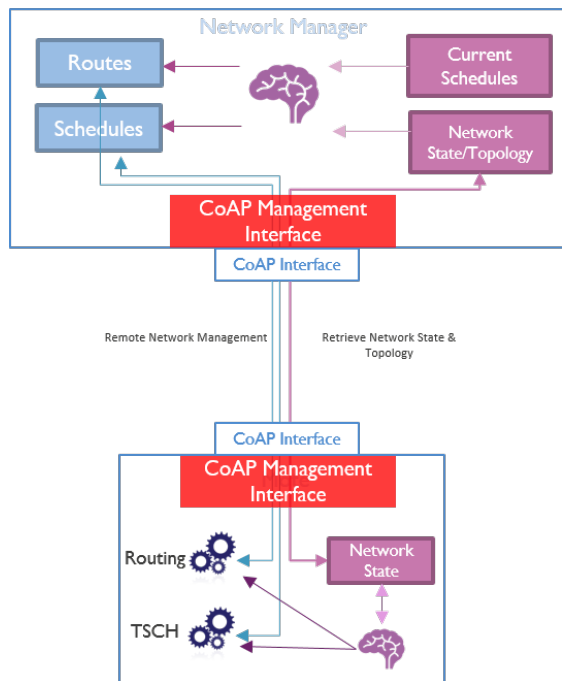 Network Manager
Routes
Current
Schedules
Schedules
Network
State/Topology
CoAP Management
Interface
CoAP Interface
Remote Network Management
Retrieve Network State &
Topology
CoAP Interface
CoAP Management
Interface
Routing
Network
State
TSCH